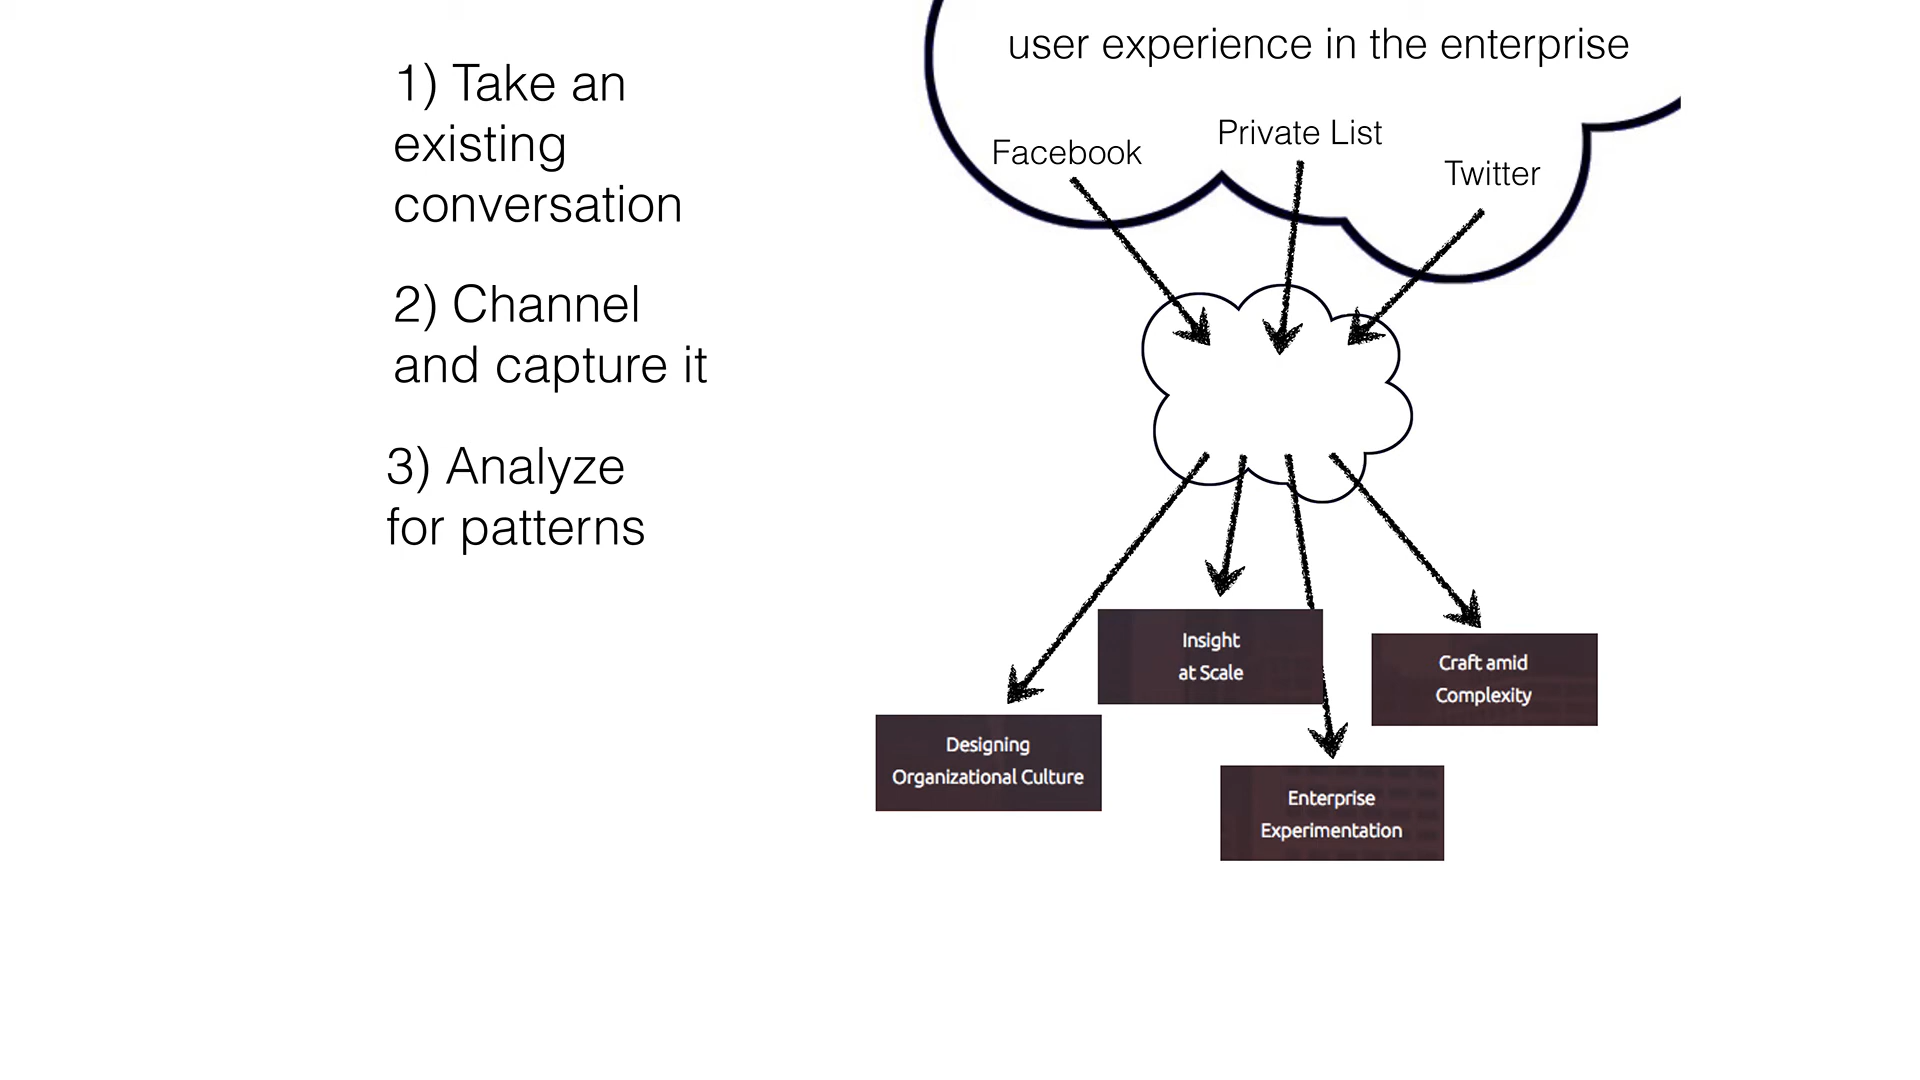 1) Take an
existing
conversation
2) Channel
and capture it
3) Analyze
for patterns
user experience in the enterprise
Facebook
Private List
Twitter
Insight
at Scale
Craft amid
Complexity
Designing
Organizational Culture
Enterprise
Experimentation